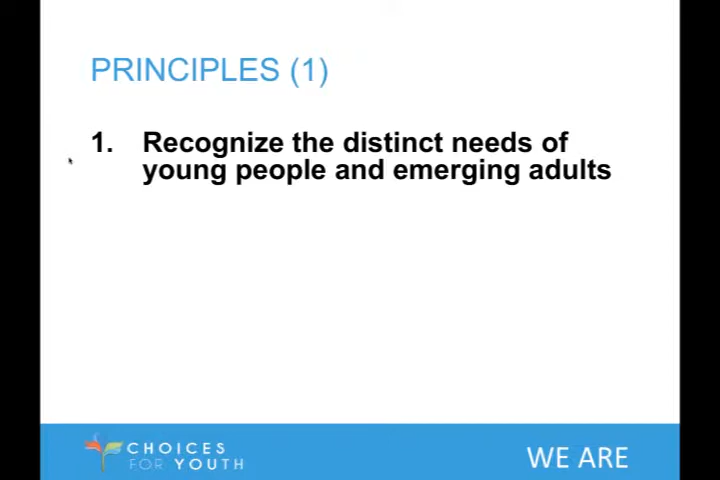 PRINCIPLES (1)
1. Recognize the distinct needs of
young people and emerging adults
CHOICES
FOR YOUTH
WE ARE